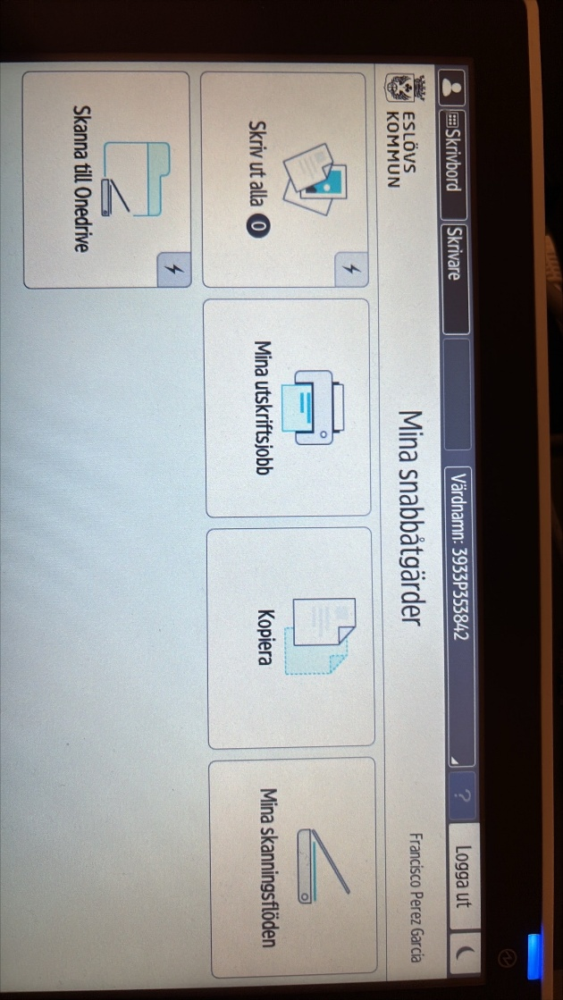 Skrivbord
Skrivare
Värdnamn: 3933P353842
?
Logga ut
ESLÖVS
KOMMUN
Mina snabbåtgärder
Francisco Perez Garcia
Skriv ut alla 0
Mina utskriftsjobb
Kopiera
Mina skanningsflöden
Skanna till Onedrive